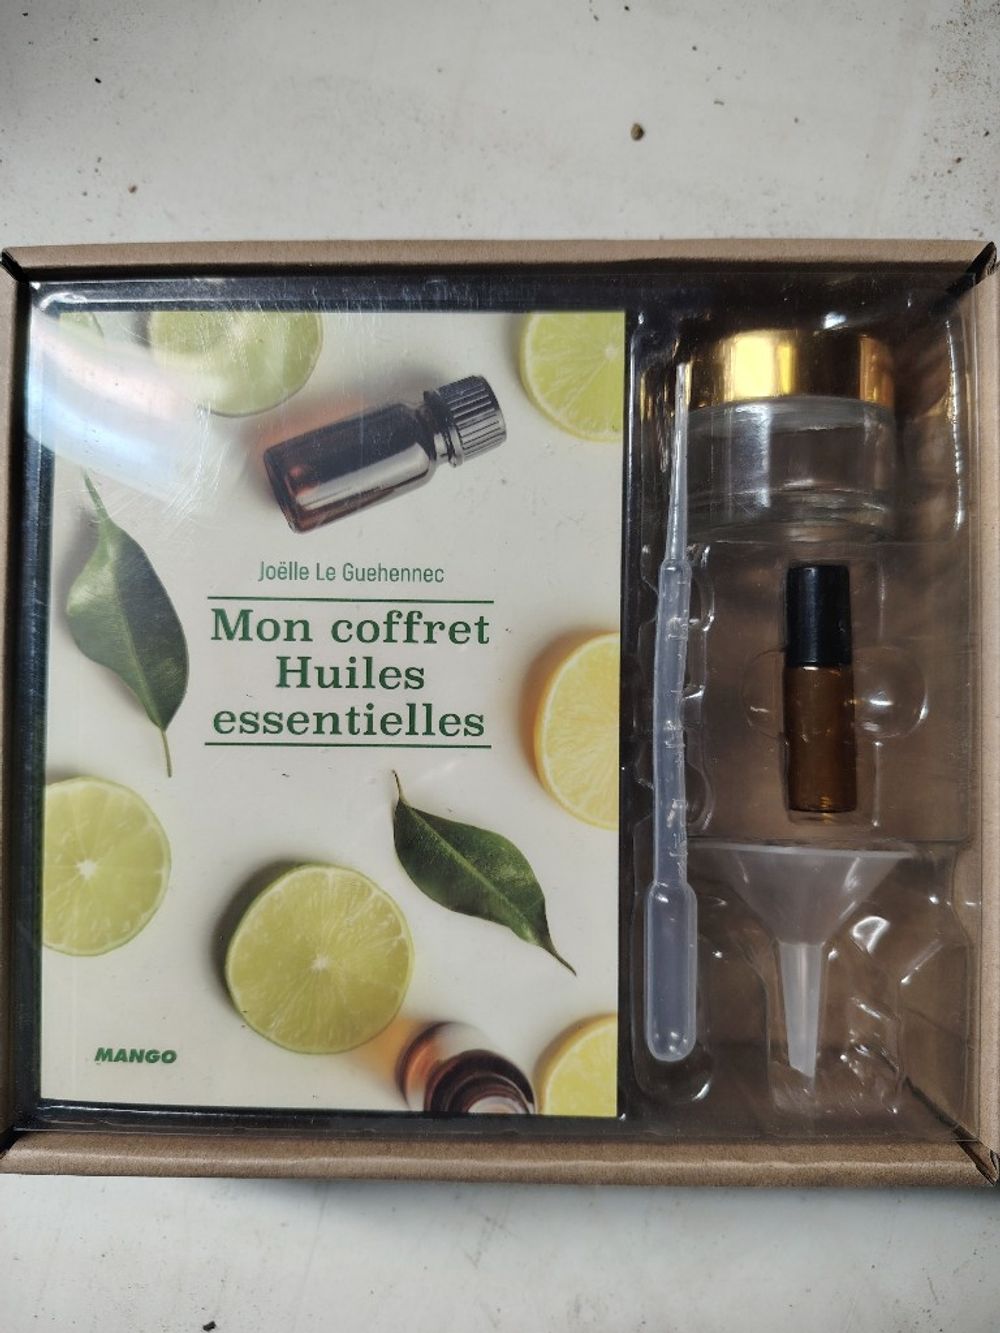 Joëlle Le Guehennec
Mon coffret
Huiles
essentielles
MANGO